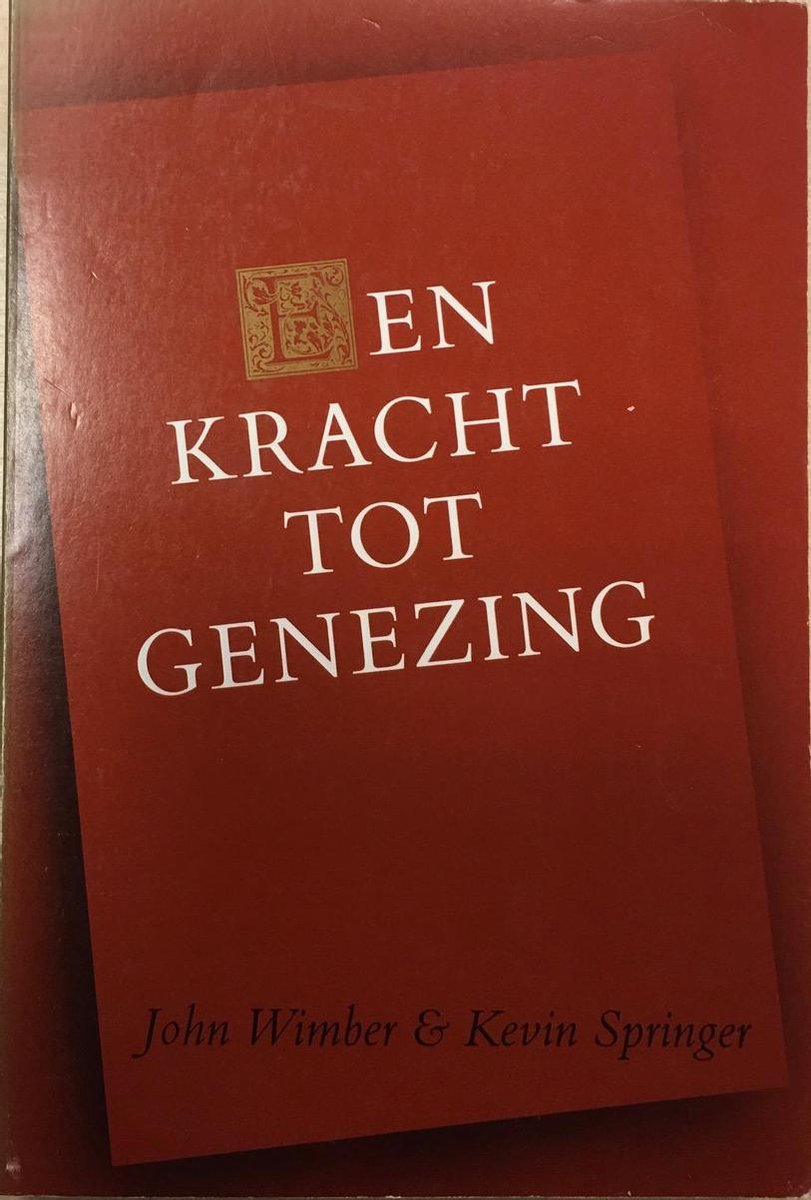 EEN
KRACHT
TOT
GENEZING
John Wimber & Kevin Springer